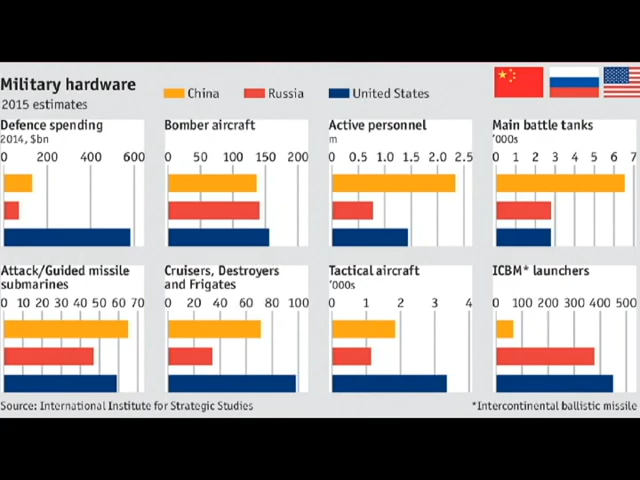 Military hardware
2015 estimates
China Russia United States
Defence spending
2014, $bn
0 200 400 600
Bomber aircraft
0 50 100 150 200
Active personnel
m
0 0.5 1.0 1.5 2.0 2.5
Main battle tanks
'000s
0 1 2 3 4 5 6 7
Attack/Guided missile
submarines
0 10 20 30 40 50 60 70
Cruisers, Destroyers
and Frigates
0 20 40 60 80 100
Tactical aircraft
'000s
0 1 2 3 4
ICBM* launchers
0 100 200 300 400 500
Source: International Institute for Strategic Studies
*Intercontinental ballistic missile